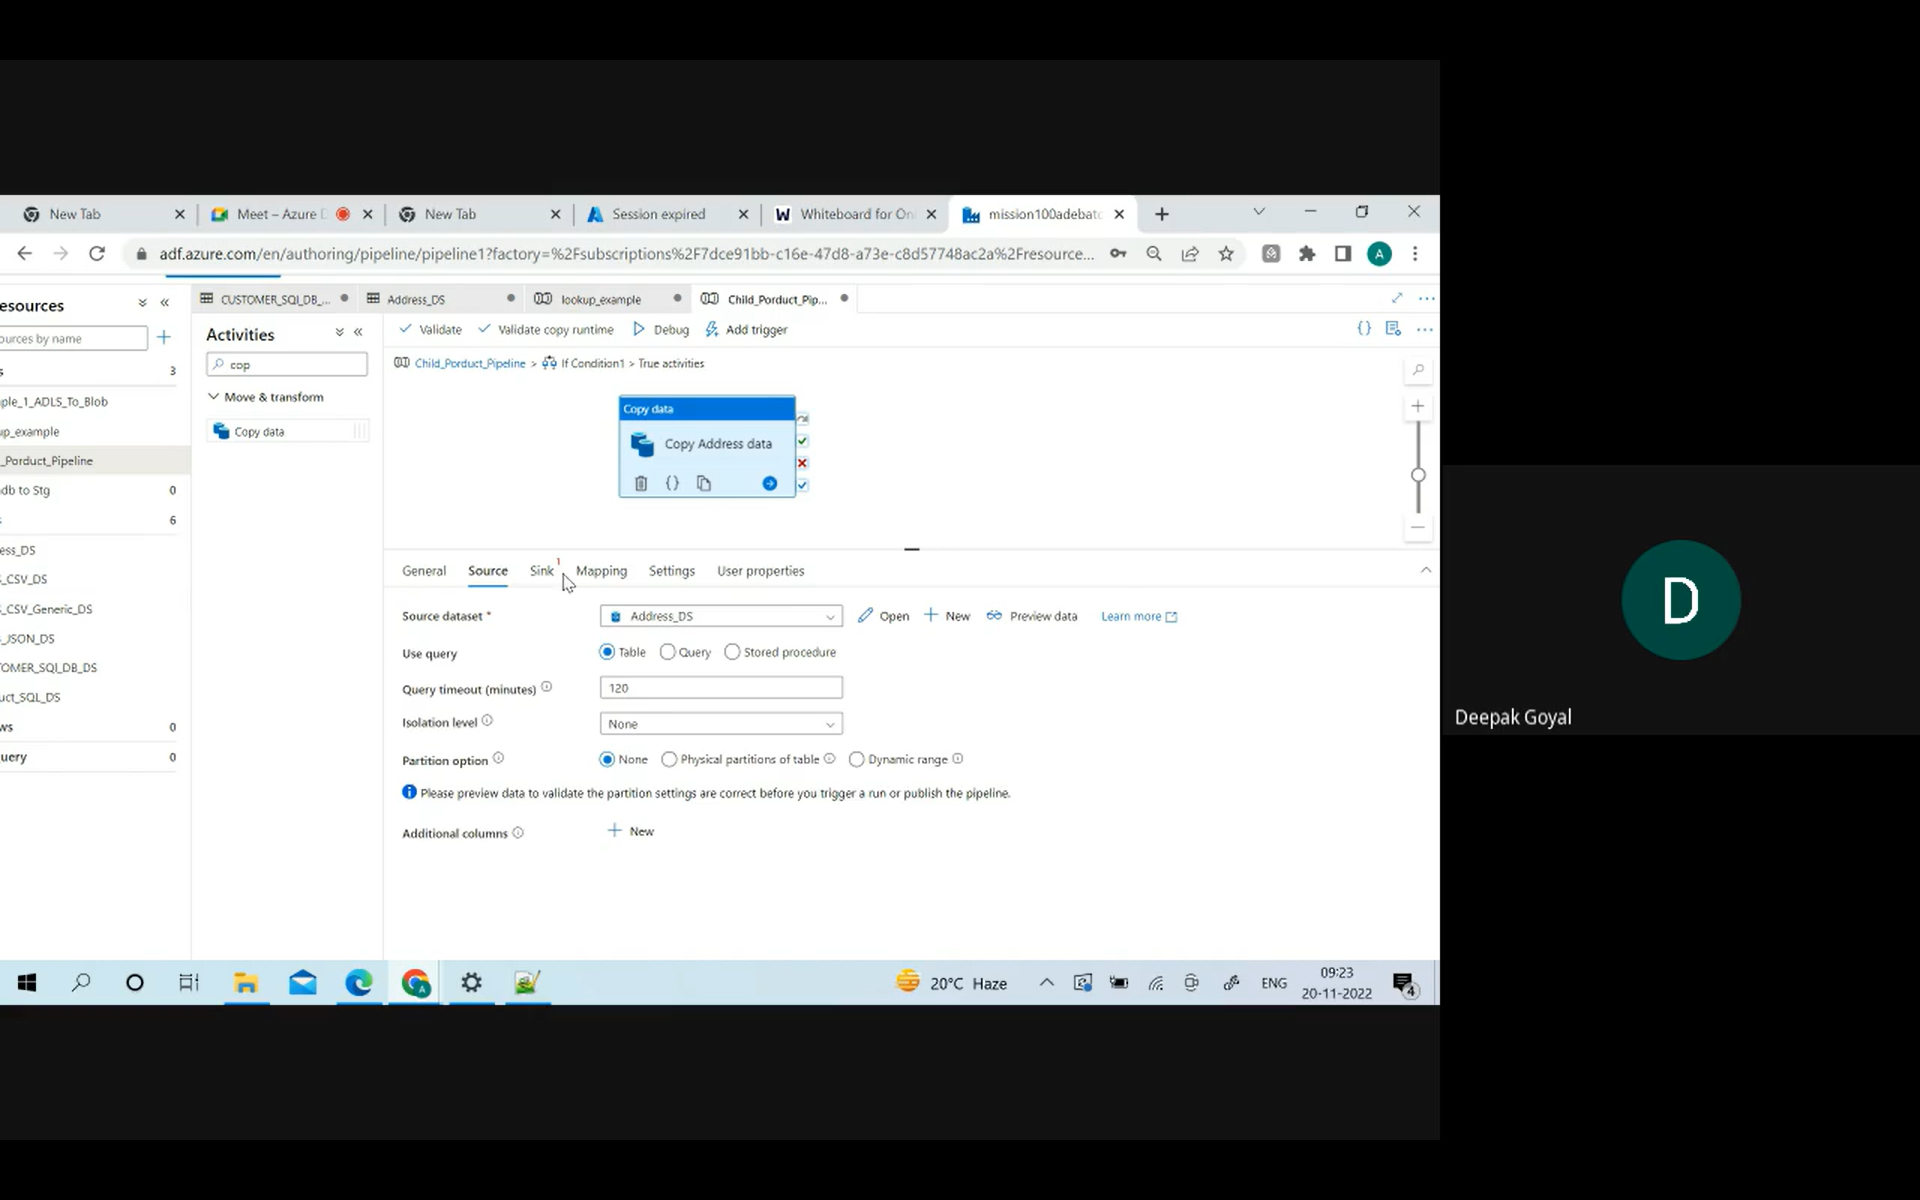 New Tab
Meet – Azure D
New Tab
Session expired
Whiteboard for On
mission100adebatc
adf.azure.com/en/authoring/pipeline/pipeline1?factory=%2Fsubscriptions%2F7dce91bb-c16e-47d8-a73e-c8d57748ac2a%2Fresource...
A
esources
CUSTOMER_SQl_DB_...
Address_DS
lookup_example
Child_Porduct_Pip...
ources by name
Activities
Validate
Validate copy runtime
Debug
Add trigger
cop
Child_Porduct_Pipeline > If Condition1 > True activities
s
3
Move & transform
ple_1_ADLS_To_Blob
Copy data
up_example
Copy data
Copy Address data
_Porduct_Pipeline
db to Stg
0
6
ess_DS
General
Source
Sink 1
Mapping
Settings
User properties
_CSV_DS
Source dataset *
Address_DS
Open
New
Preview data
Learn more
_CSV_Generic_DS
_JSON_DS
Use query
Table
Query
Stored procedure
TOMER_SQl_DB_DS
Query timeout (minutes)
120
uct_SQL_DS
Isolation level
None
ws
0
uery
0
Partition option
None
Physical partitions of table
Dynamic range
Please preview data to validate the partition settings are correct before you trigger a run or publish the pipeline.
Additional columns
New
20°C Haze
ENG
09:23
20-11-2022
4
D
Deepak Goyal